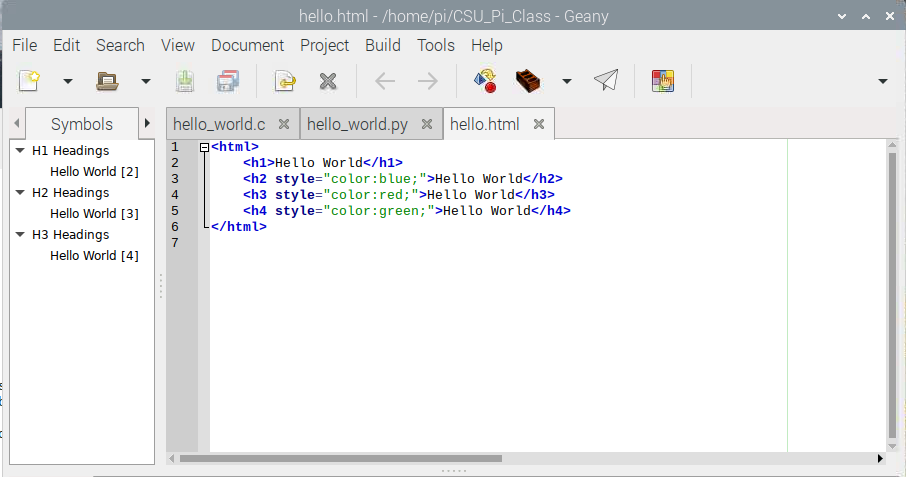 hello.html - /home/pi/CSU_Pi_Class - Geany
File Edit Search View Document Project Build Tools Help
Symbols
hello_world.c hello_world.py hello.html
H1 Headings
Hello World [2]
H2 Headings
Hello World [3]
H3 Headings
Hello World [4]
1 <html>
2 <h1>Hello World</h1>
3 <h2 style="color:blue;">Hello World</h2>
4 <h3 style="color:red;">Hello World</h3>
5 <h4 style="color:green;">Hello World</h4>
6 </html>
7